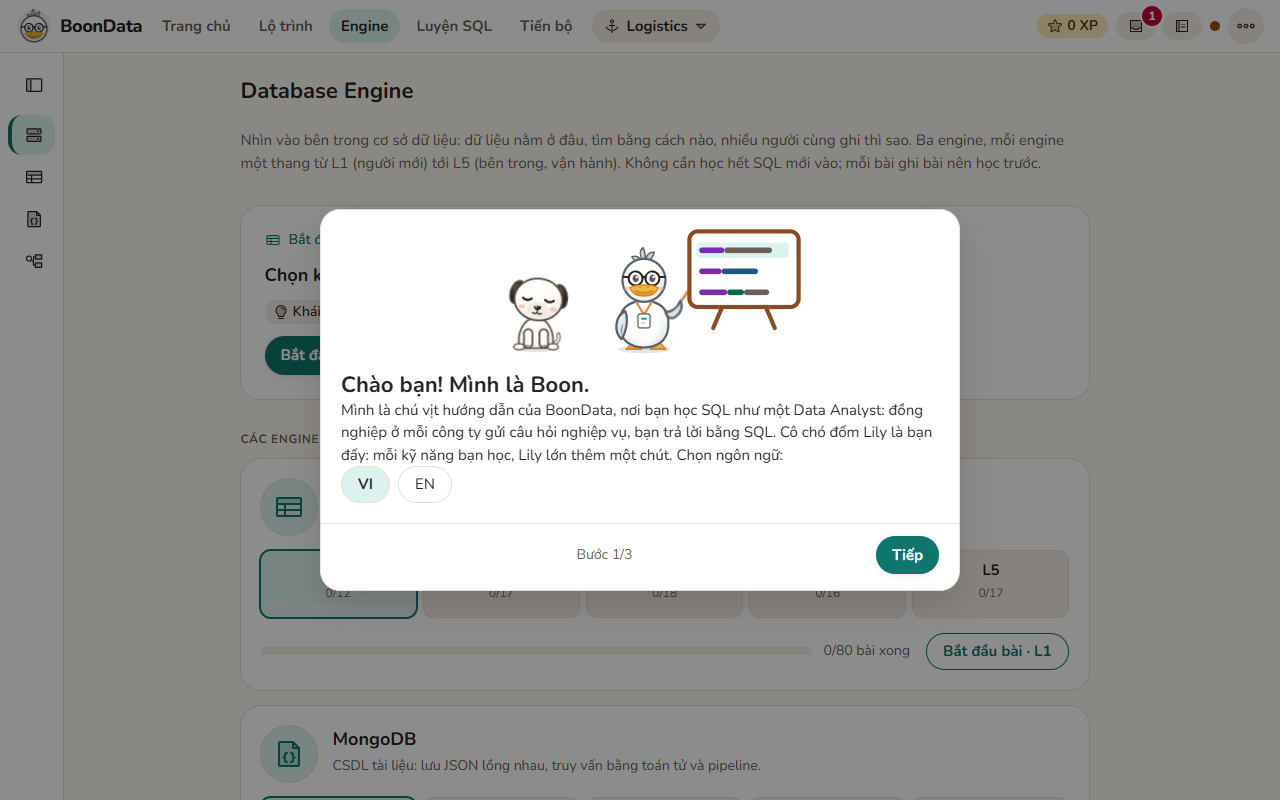 BoonData
Trang chủ
Lộ trình
Engine
Luyện SQL
Tiến bộ
Logistics
0 XP
1
Database Engine
Nhìn vào bên trong cơ sở dữ liệu: dữ liệu nằm ở đâu, tìm bằng cách nào, nhiều người cùng ghi thì sao. Ba engine, mỗi engine
một thang từ L1 (người mới) tới L5 (bên trong, vận hành). Không cần học hết SQL mới vào; mỗi bài ghi bài nên học trước.
Bắt
Chọn
Khái
Bắt
Chào bạn! Mình là Boon.
Mình là chú vịt hướng dẫn của BoonData, nơi bạn học SQL như một Data Analyst: đồng
nghiệp ở mỗi công ty gửi câu hỏi nghiệp vụ, bạn trả lời bằng SQL. Cô chó đốm Lily là bạn
đấy: mỗi kỹ năng bạn học, Lily lớn thêm một chút. Chọn ngôn ngữ:
VI
EN
Bước 1/3
Tiếp
CÁC ENGINE
L5
0/12
0/17
0/18
0/16
0/17
0/80 bài xong
Bắt đầu bài · L1
MongoDB
CSDL tài liệu: lưu JSON lồng nhau, truy vấn bằng toán tử và pipeline.